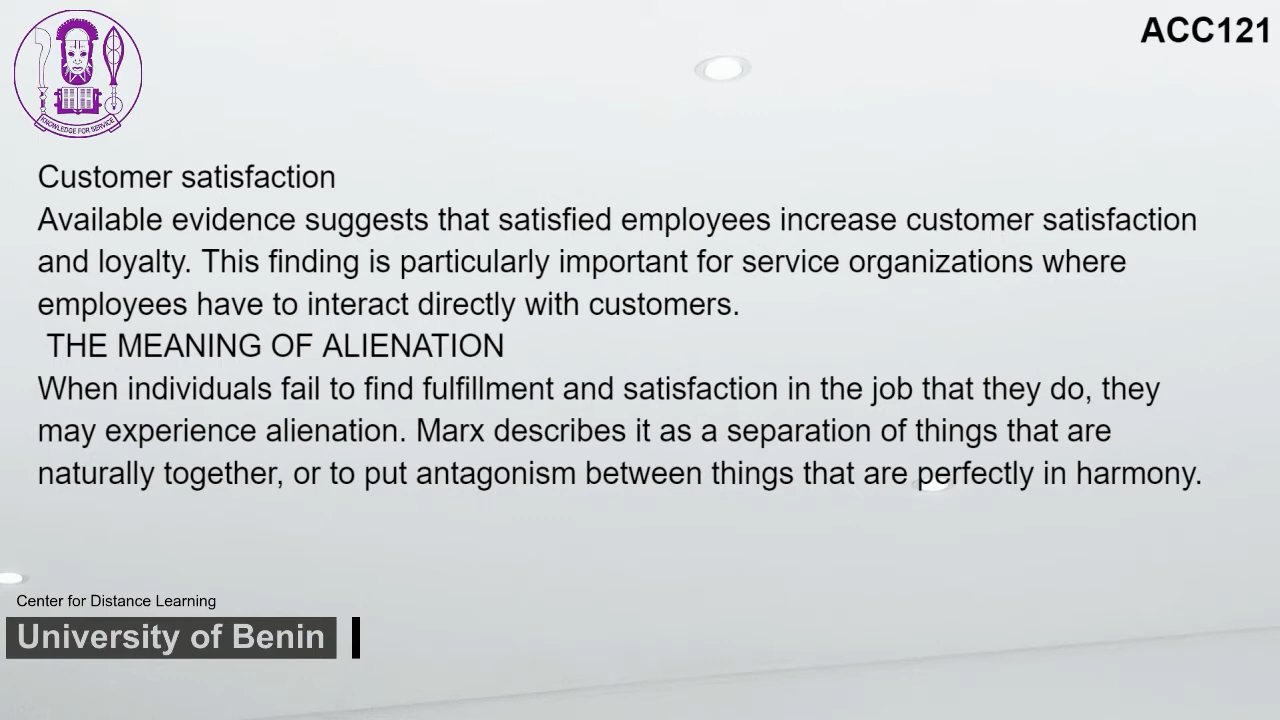 ACC121
KNOWLEDGE FOR SERVICE
Customer satisfaction
Available evidence suggests that satisfied employees increase customer satisfaction
and loyalty. This finding is particularly important for service organizations where
employees have to interact directly with customers.
THE MEANING OF ALIENATION
When individuals fail to find fulfillment and satisfaction in the job that they do, they
may experience alienation. Marx describes it as a separation of things that are
naturally together, or to put antagonism between things that are perfectly in harmony.
Center for Distance Learning
University of Benin